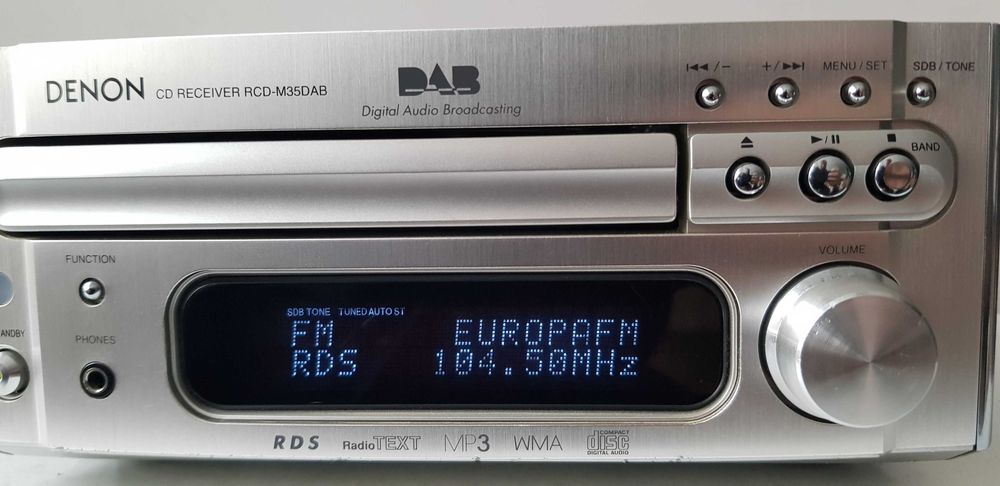 DENON CD RECEIVER RCD-M35DAB
DAB
Digital Audio Broadcasting
⏮ / − + / ⏭ MENU / SET SDB / TONE
⏏ ▶ / ⏸ ■ BAND
FUNCTION
VOLUME
SDB TONE TUNED AUTO ST
FM EUROPAFM
RDS 104.50MHz
PHONES
RDS RadioTEXT MP3 WMA COMPACT disc DIGITAL AUDIO